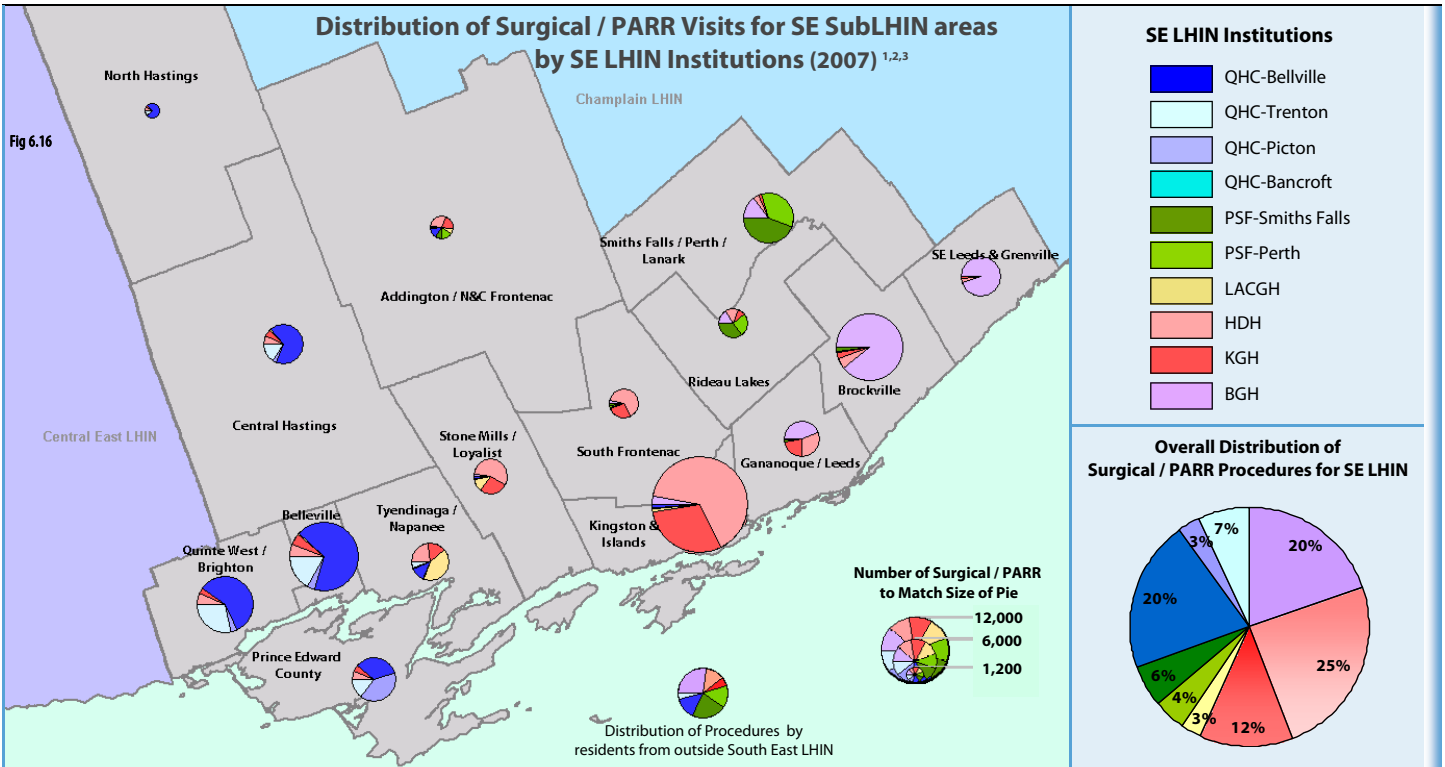 Distribution of Surgical / PARR Visits for SE SubLHIN areas
by SE LHIN Institutions (2007) 1,2,3
North Hastings
Champlain LHIN
Fig 6.16
Smiths Falls / Perth /
Lanark
SE Leeds & Grenville
Addington / N&C Frontenac
Rideau Lakes
Brockville
Central East LHIN
Central Hastings
Stone Mills /
Loyalist
South Frontenac
Gananoque / Leeds
Belleville
Tyendinaga /
Napanee
Kingston &
Islands
Quinte West /
Brighton
Prince Edward
County
Number of Surgical / PARR
to Match Size of Pie
12,000
6,000
1,200
Distribution of Procedures by
residents from outside South East LHIN
SE LHIN Institutions
QHC-Bellville
QHC-Trenton
QHC-Picton
QHC-Bancroft
PSF-Smiths Falls
PSF-Perth
LACGH
HDH
KGH
BGH
Overall Distribution of
Surgical / PARR Procedures for SE LHIN
7%
3%
20%
20%
25%
6%
4%
3%
12%